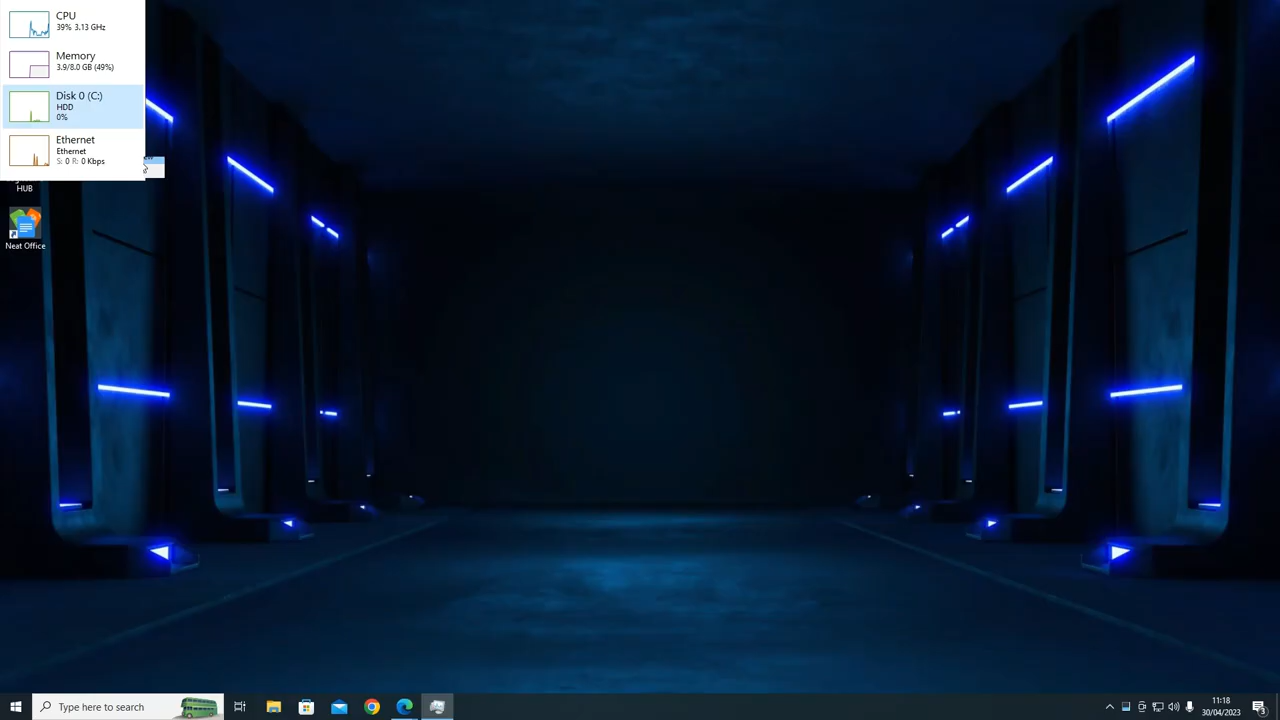 CPU
39% 3.13 GHz
Memory
3.9/8.0 GB (49%)
Disk 0 (C:)
HDD
0%
Ethernet
Ethernet
S: 0 R: 0 Kbps
HUB
Neat Office
Type here to search
11:18
30/04/2023